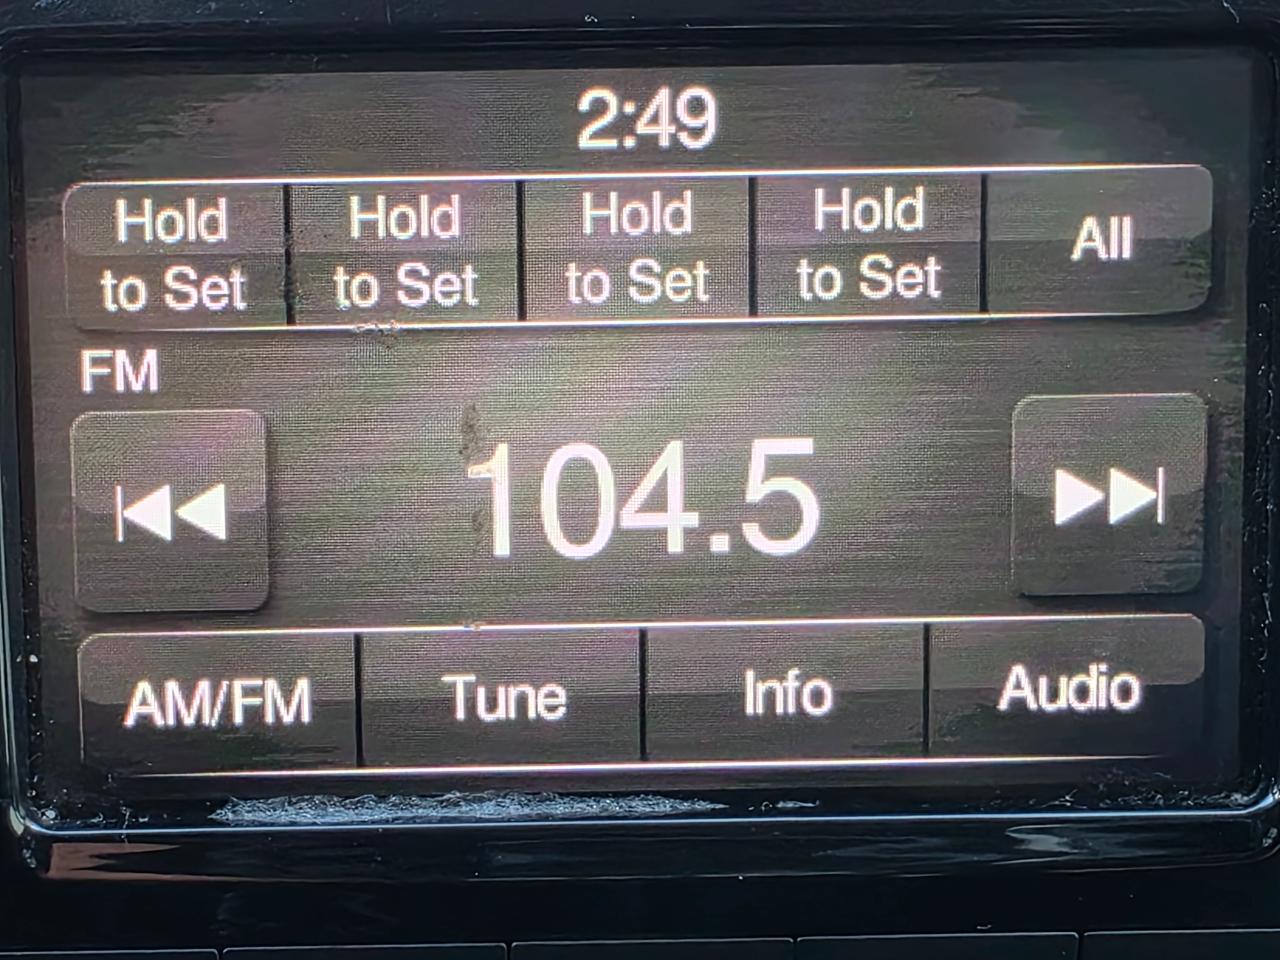 2:49
Hold to Set
Hold to Set
Hold to Set
Hold to Set
All
FM
104.5
AM/FM
Tune
Info
Audio